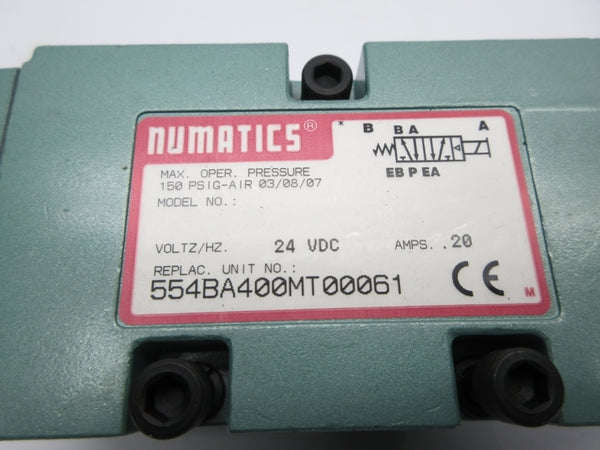 NUMATICS®
* B B A A
EB P EA
MAX. OPER. PRESSURE
150 PSIG-AIR 03/08/07
MODEL NO.:
VOLTZ/HZ. 24 VDC AMPS. .20
REPLAC. UNIT NO.:
554BA400MT00061
CE
M